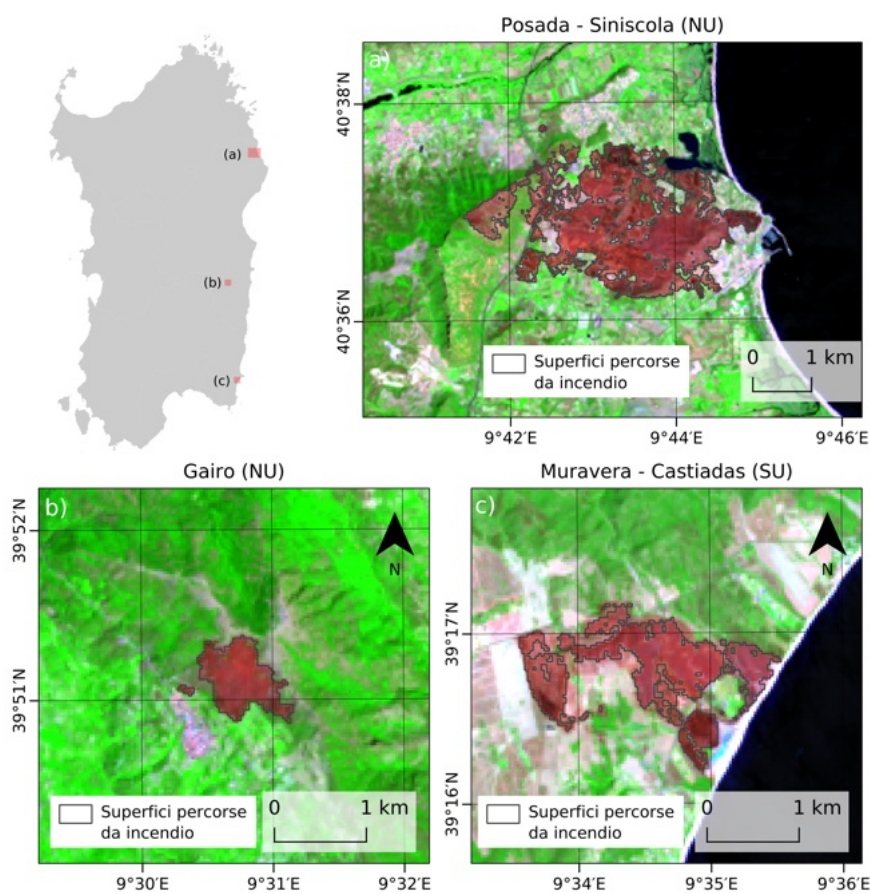 Posada - Siniscola (NU)
a)
40°38′N
40°36′N
(a)
(b)
(c)
Superfici percorse
da incendio
0 1 km
9°42′E 9°44′E 9°46′E
Gairo (NU)
b)
39°52′N
39°51′N
N
Superfici percorse
da incendio
0 1 km
9°30′E 9°31′E 9°32′E
Muravera - Castiadas (SU)
c)
39°17′N
39°16′N
N
Superfici percorse
da incendio
0 1 km
9°34′E 9°35′E 9°36′E